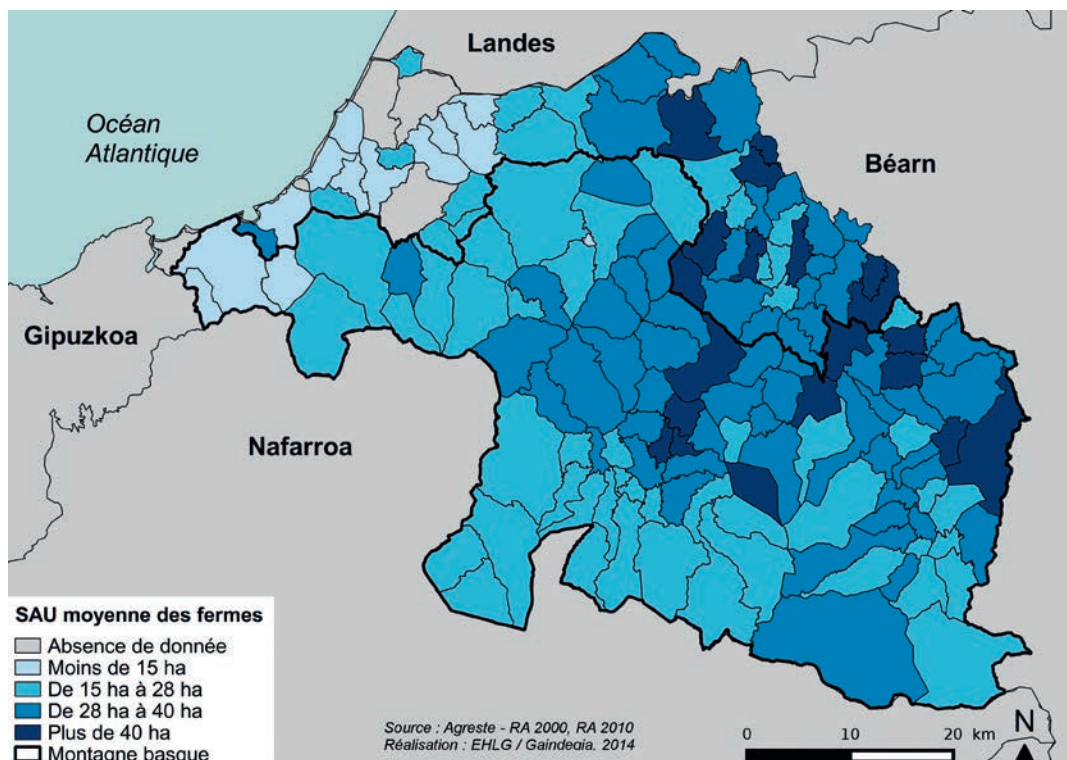 Landes
Océan
Atlantique
Béarn
Gipuzkoa
Nafarroa
SAU moyenne des fermes
Absence de donnée
Moins de 15 ha
De 15 ha à 28 ha
De 28 ha à 40 ha
Plus de 40 ha
Montagne basque
Source : Agreste - RA 2000, RA 2010
Réalisation : EHLG / Gaindegia, 2014
0 10 20 km
N